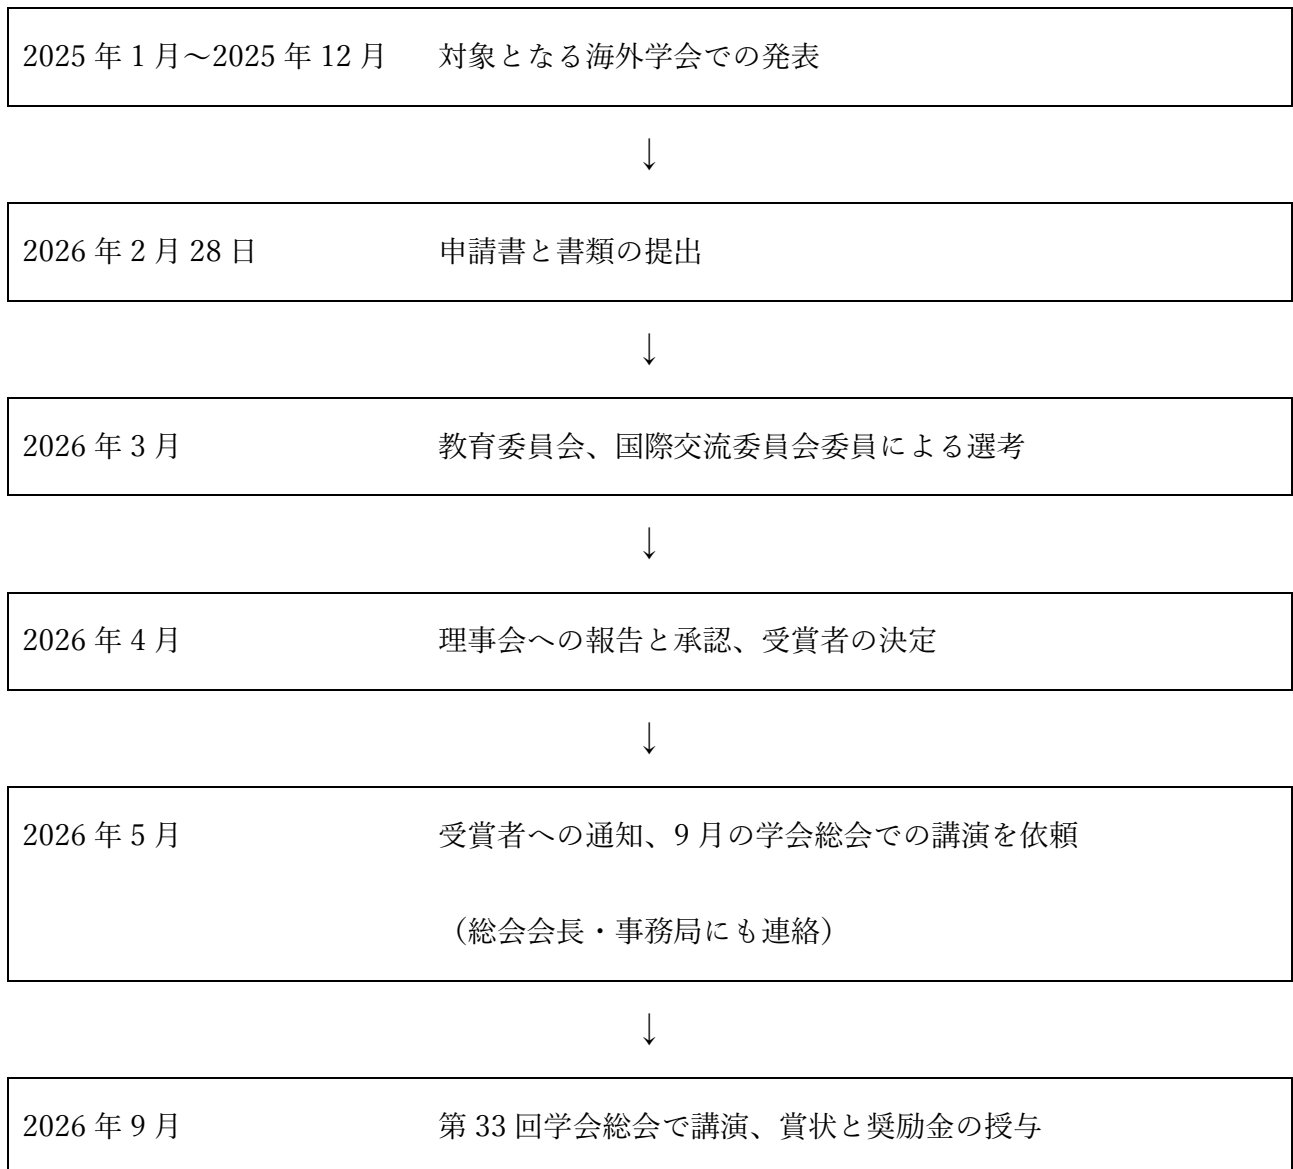 2025 年 1 月～2025 年 12 月 対象となる海外学会での発表
↓
2026 年 2 月 28 日 申請書と書類の提出
↓
2026 年 3 月 教育委員会、国際交流委員会委員による選考
↓
2026 年 4 月 理事会への報告と承認、受賞者の決定
↓
2026 年 5 月 受賞者への通知、9 月の学会総会での講演を依頼
（総会会長・事務局にも連絡）
↓
2026 年 9 月 第 33 回学会総会で講演、賞状と奨励金の授与